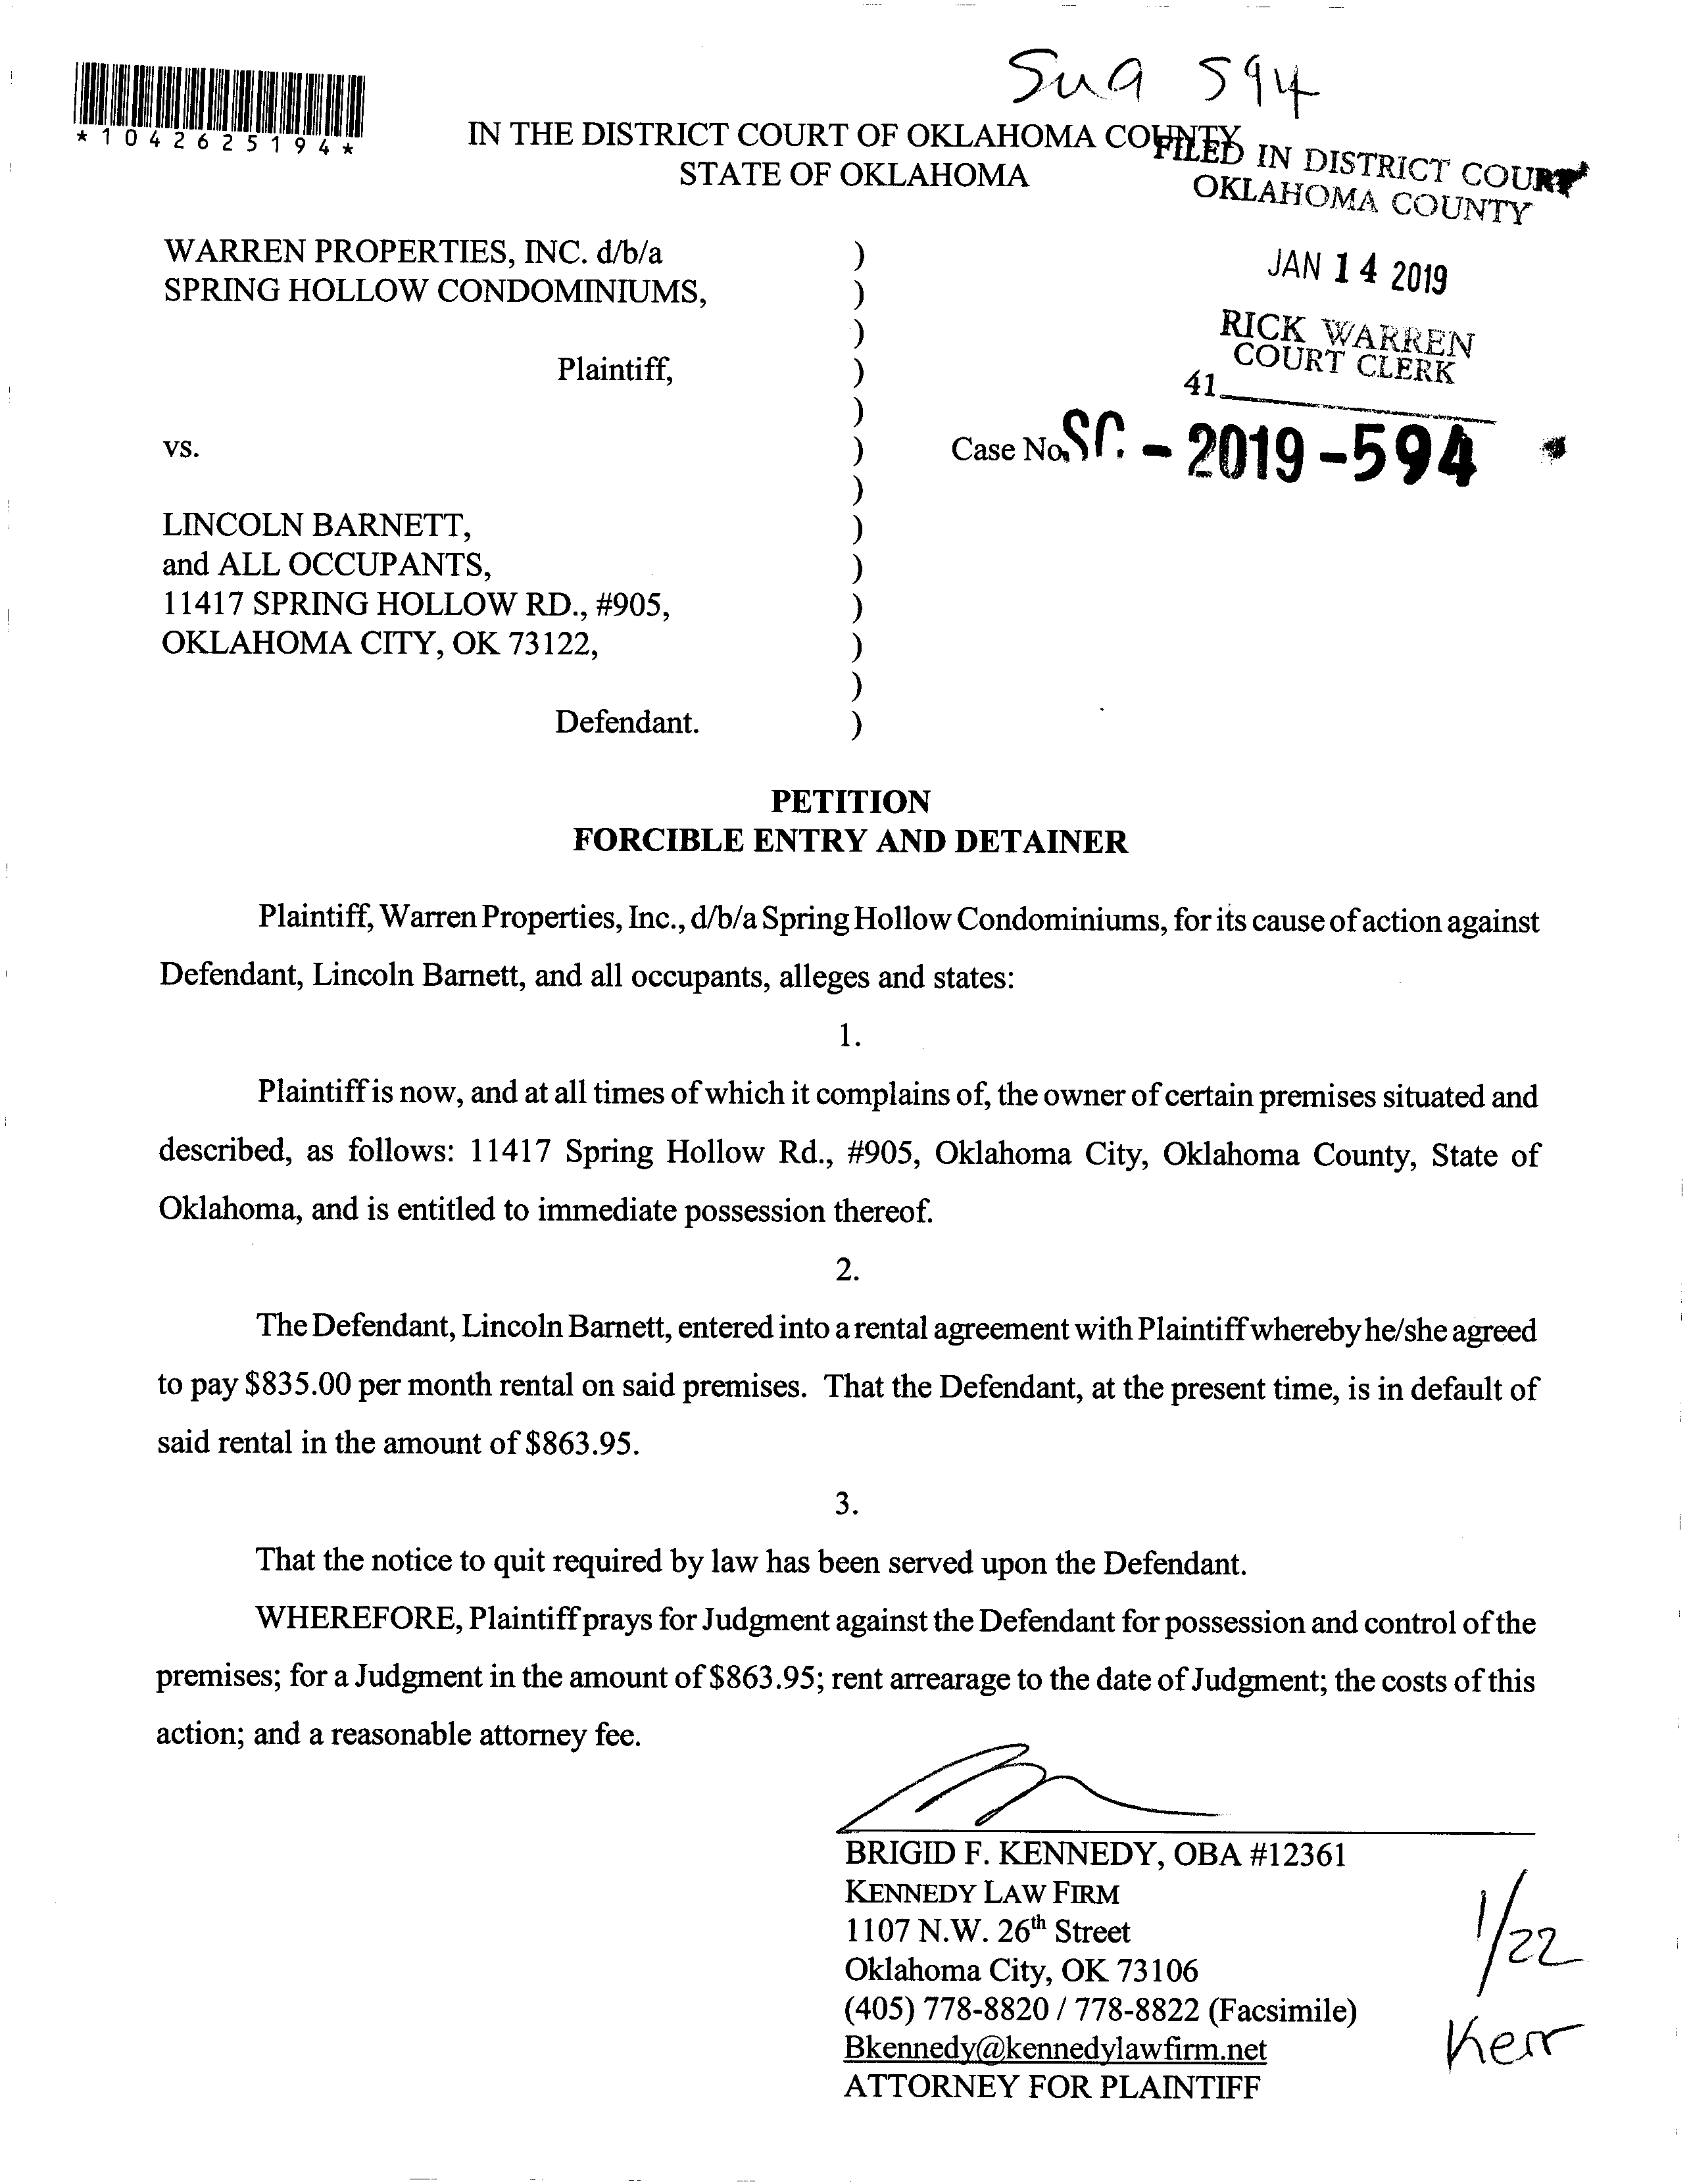 Sua 594
*1042625194*
IN THE DISTRICT COURT OF OKLAHOMA COUNTY
STATE OF OKLAHOMA
FILED IN DISTRICT COURT
OKLAHOMA COUNTY
JAN 14 2019
RICK WARREN
COURT CLERK
41
WARREN PROPERTIES, INC. d/b/a )
SPRING HOLLOW CONDOMINIUMS, )
)
Plaintiff, )
)
vs. ) Case No. SC - 2019 - 594
)
LINCOLN BARNETT, )
and ALL OCCUPANTS, )
11417 SPRING HOLLOW RD., #905, )
OKLAHOMA CITY, OK 73122, )
)
Defendant. )
PETITION
FORCIBLE ENTRY AND DETAINER
Plaintiff, Warren Properties, Inc., d/b/a Spring Hollow Condominiums, for its cause of action against
Defendant, Lincoln Barnett, and all occupants, alleges and states:
1.
Plaintiff is now, and at all times of which it complains of, the owner of certain premises situated and
described, as follows: 11417 Spring Hollow Rd., #905, Oklahoma City, Oklahoma County, State of
Oklahoma, and is entitled to immediate possession thereof.
2.
The Defendant, Lincoln Barnett, entered into a rental agreement with Plaintiff whereby he/she agreed
to pay $835.00 per month rental on said premises. That the Defendant, at the present time, is in default of
said rental in the amount of $863.95.
3.
That the notice to quit required by law has been served upon the Defendant.
WHEREFORE, Plaintiff prays for Judgment against the Defendant for possession and control of the
premises; for a Judgment in the amount of $863.95; rent arrearage to the date of Judgment; the costs of this
action; and a reasonable attorney fee.
BRIGID F. KENNEDY, OBA #12361
KENNEDY LAW FIRM
1107 N.W. 26th Street
Oklahoma City, OK 73106
(405) 778-8820 / 778-8822 (Facsimile)
Bkennedy@kennedylawfirm.net
ATTORNEY FOR PLAINTIFF
1/22
Kerr